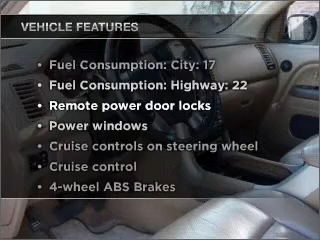 VEHICLE FEATURES
• Fuel Consumption: City: 17
• Fuel Consumption: Highway: 22
• Remote power door locks
• Power windows
• Cruise controls on steering wheel
• Cruise control
• 4-wheel ABS Brakes